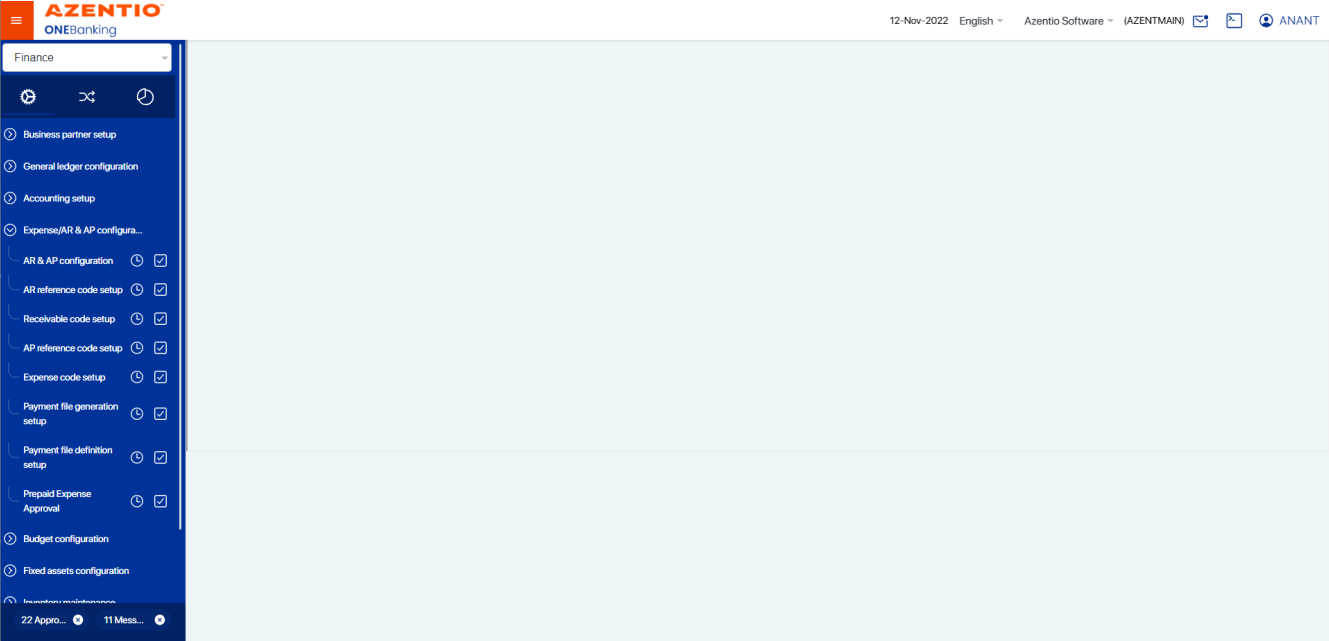 AZENTIO
ONEBanking
12-Nov-2022 English Azentio Software (AZENTMAIN) ANANT
Finance
Business partner setup
General ledger configuration
Accounting setup
Expense/AR & AP configura...
AR & AP configuration
AR reference code setup
Receivable code setup
AP reference code setup
Expense code setup
Payment file generation
setup
Payment file definition
setup
Prepaid Expense
Approval
Budget configuration
Fixed assets configuration
Inventory maintenance
22 Appro... 11 Mess...